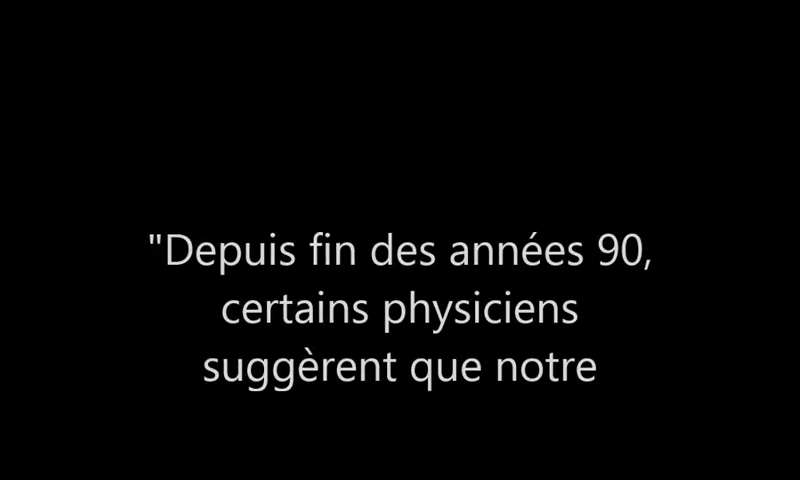 "Depuis fin des années 90,
certains physiciens
suggèrent que notre